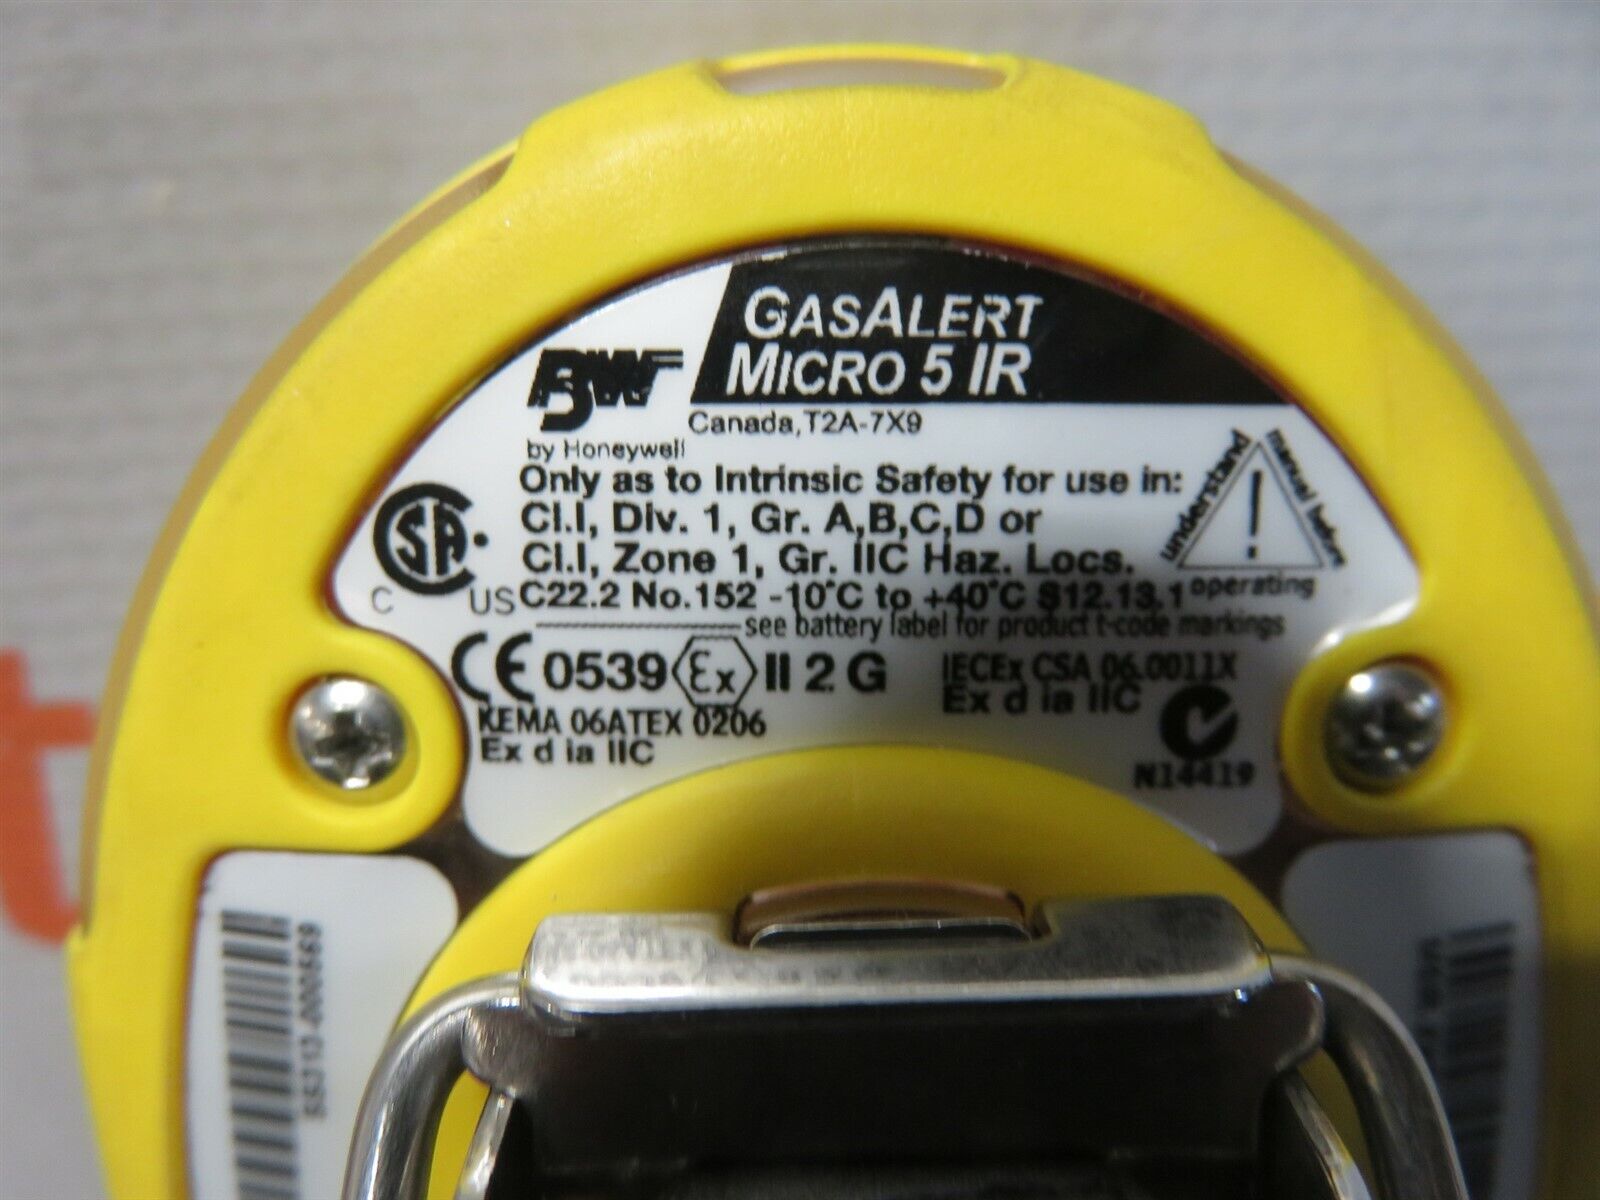 GASALERT
MICRO 5 IR
BW
by Honeywell
Canada, T2A-7X9
Only as to Intrinsic Safety for use in:
Cl.I, Div. 1, Gr. A,B,C,D or
Cl.I, Zone 1, Gr. IIC Haz. Locs.
C22.2 No.152 -10°C to +40°C S12.13.1
see battery label for product t-code markings
CSA
C US
understand
manual before
operating
!
CE 0539 Ex II 2 G
KEMA 06ATEX 0206
Ex d ia IIC
IECEx CSA 06.0011X
Ex d ia IIC
N14419
t